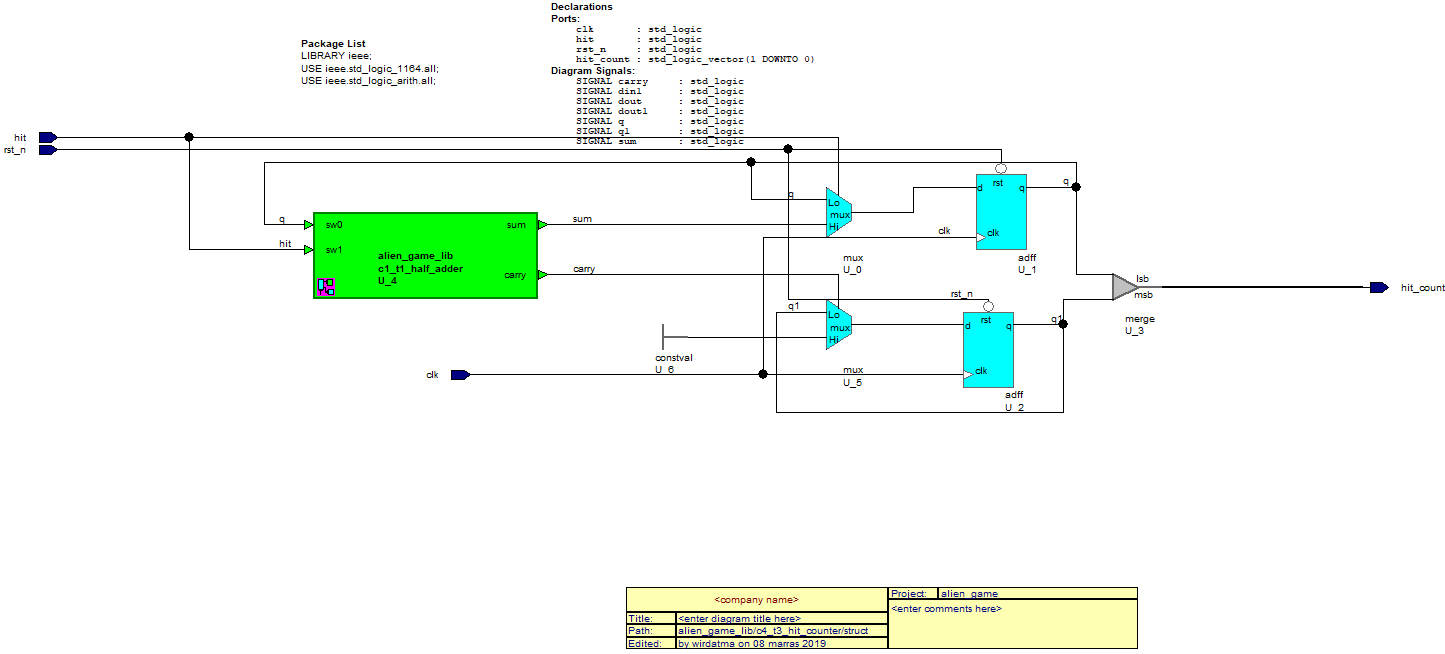 Declarations
Ports:
clk : std_logic
hit : std_logic
rst_n : std_logic
hit_count : std_logic_vector(1 DOWNTO 0)
Diagram Signals:
SIGNAL carry : std_logic
SIGNAL din1 : std_logic
SIGNAL dout : std_logic
SIGNAL dout1 : std_logic
SIGNAL q : std_logic
SIGNAL q1 : std_logic
SIGNAL sum : std_logic
Package List
LIBRARY ieee;
USE ieee.std_logic_1164.all;
USE ieee.std_logic_arith.all;
hit
rst_n
q
hit
sw0
sw1
sum
carry
alien_game_lib
c1_t1_half_adder
U_4
sum
carry
q
Lo
mux
Hi
mux
U_0
clk
rst
d
q
clk
q
adff
U_1
q1
Lo
mux
Hi
mux
U_5
rst_n
rst
d
q
clk
q1
adff
U_2
constval
U_6
clk
lsb
msb
merge
U_3
hit_count
<company name>
Title: <enter diagram title here>
Path: alien_game_lib/c4_t3_hit_counter/struct
Edited: by wirdatma on 08 marras 2019
Project: alien_game
<enter comments here>